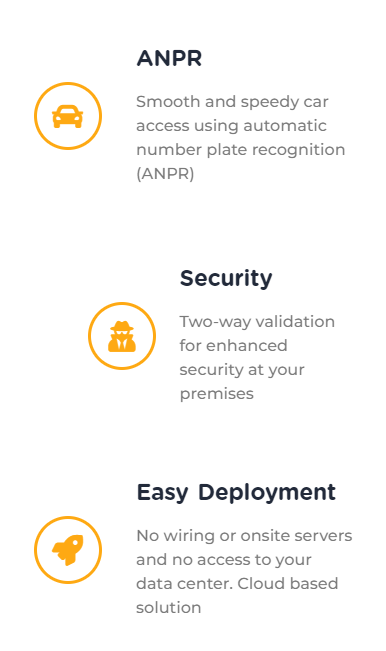 ANPR
Smooth and speedy car
access using automatic
number plate recognition
(ANPR)
Security
Two-way validation
for enhanced
security at your
premises
Easy Deployment
No wiring or onsite servers
and no access to your
data center. Cloud based
solution